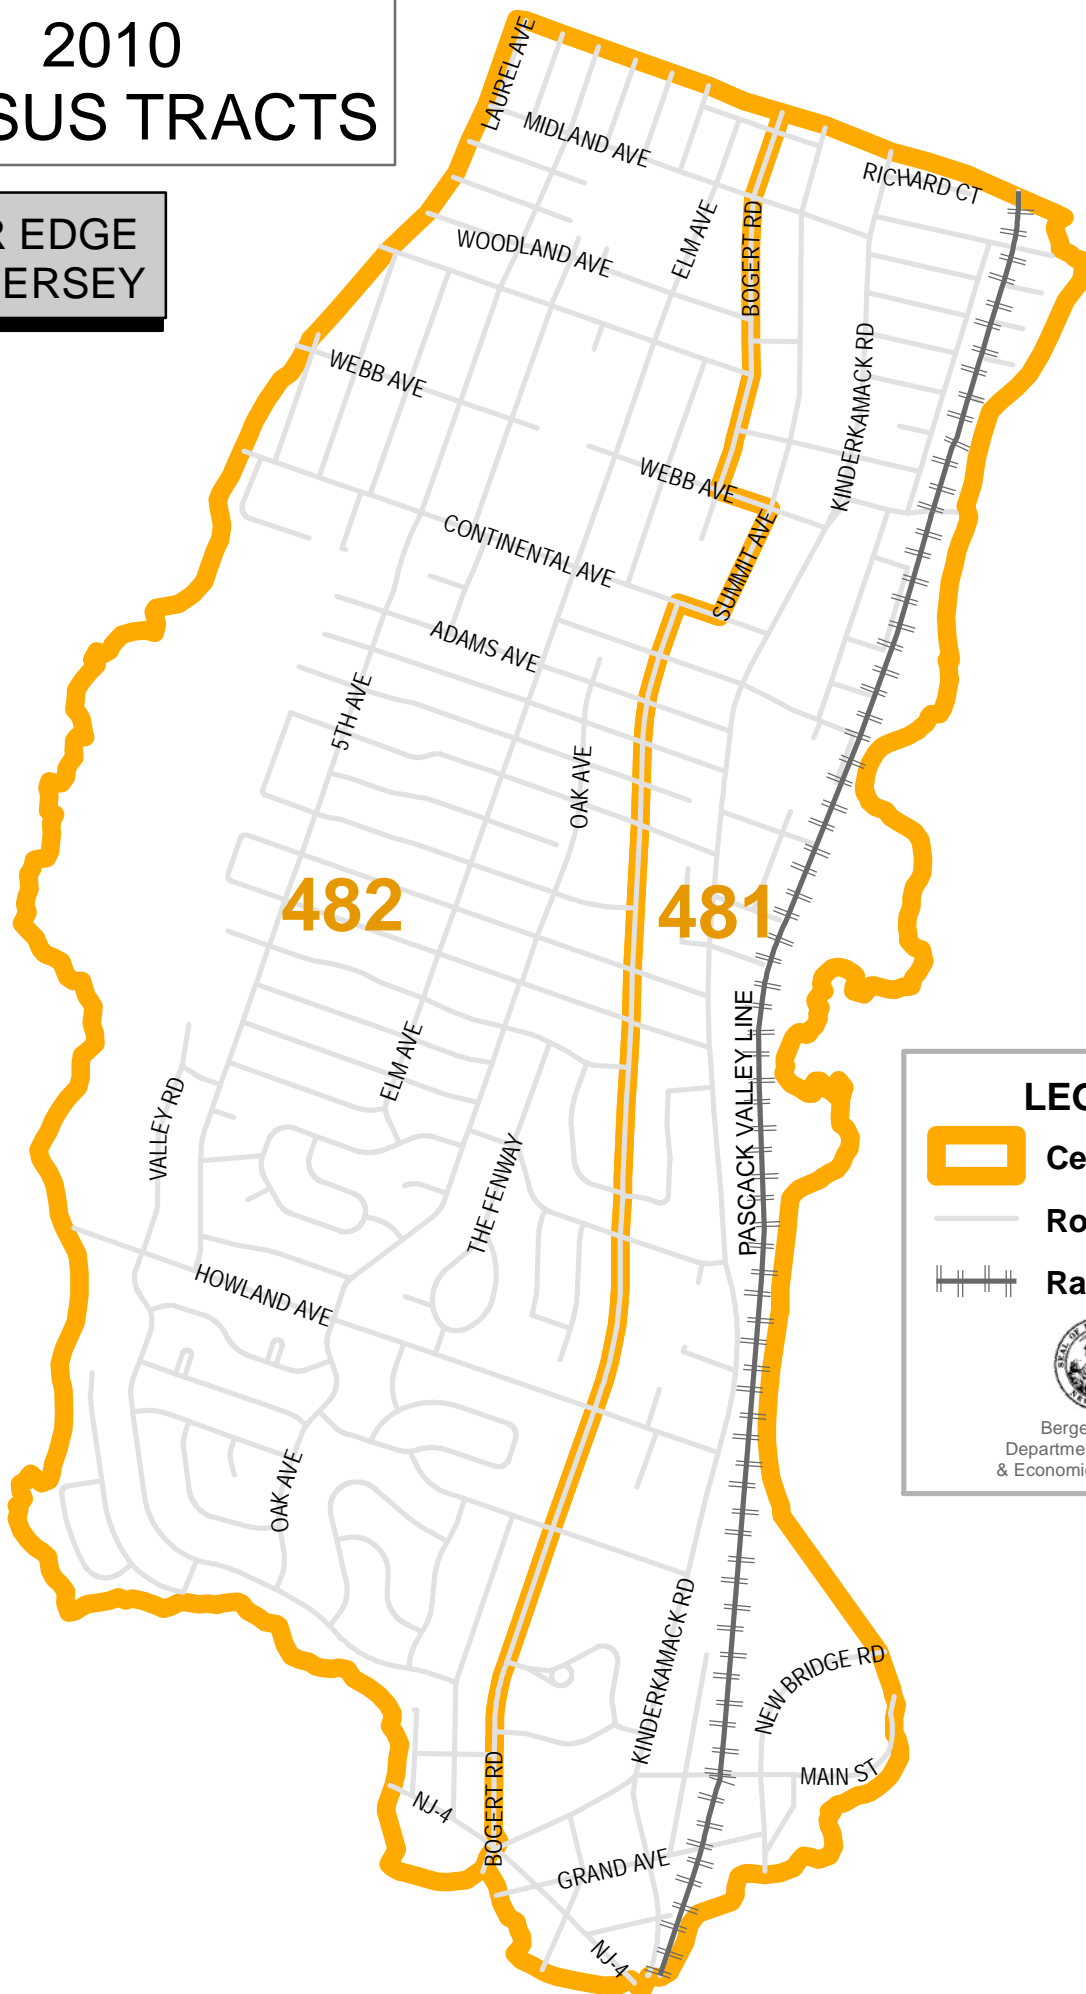 2010
SUS TRACTS
R EDGE
ERSEY
LAUREL AVE
MIDLAND AVE
RICHARD CT
WOODLAND AVE
ELM AVE
BOGERT RD
WEBB AVE
KINDERKAMACK RD
WEBB AVE
CONTINENTAL AVE
SUMMIT AVE
ADAMS AVE
5TH AVE
OAK AVE
482
481
PASCACK VALLEY LINE
ELM AVE
VALLEY RD
THE FENWAY
HOWLAND AVE
OAK AVE
KINDERKAMACK RD
NEW BRIDGE RD
MAIN ST
NJ-4
BOGERT RD
GRAND AVE
NJ-4
LEG
Ce
Ro
Ra
SEAL OF
Berge
Departme
& Economi